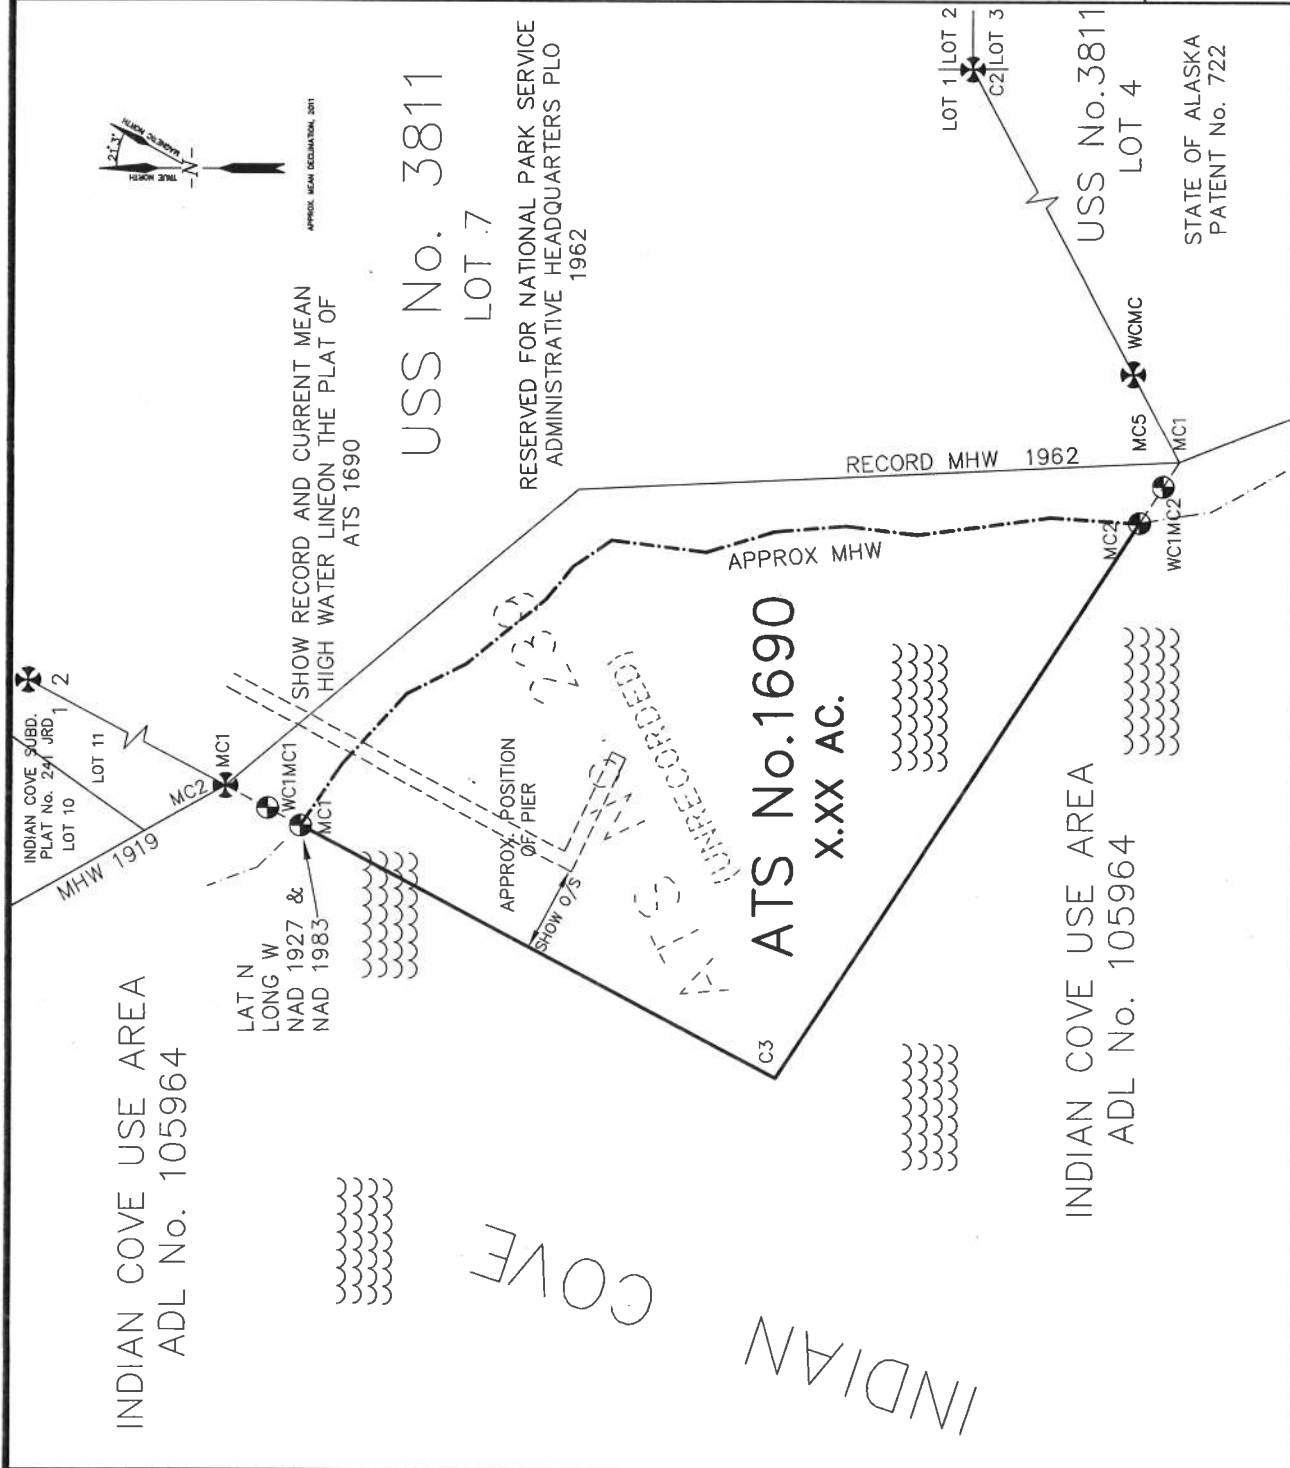 INDIAN COVE SUBD.
PLAT No. 241 JRD
LOT 10
LOT 11
1
2
MHW 1919
MC2
MC1
WC1MC1
MC1
LAT N
LONG W
NAD 1927 &
NAD 1983
TRUE NORTH
MAGNETIC NORTH
21.3°
-N-
APPROX. MEAN DECLINATION, 2011
SHOW RECORD AND CURRENT MEAN
HIGH WATER LINEON THE PLAT OF
ATS 1690
USS No. 3811
LOT 7
RESERVED FOR NATIONAL PARK SERVICE
ADMINISTRATIVE HEADQUARTERS PLO
1962
LOT 1
LOT 2
C2
LOT 3
USS No.3811
LOT 4
STATE OF ALASKA
PATENT No. 722
WCMC
MC5
MC1
RECORD MHW 1962
MC2
WC1MC2
APPROX MHW
APPROX. POSITION
OF PIER
SHOW O/S
(UNRECORDED)
ATS No.1690
X.XX AC.
C3
INDIAN COVE USE AREA
ADL No. 105964
INDIAN COVE USE AREA
ADL No. 105964
INDIAN COVE